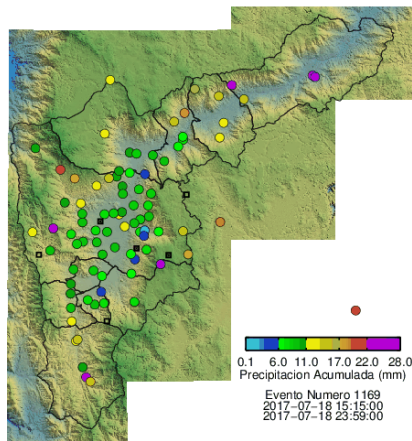 0.1 6.0 11.0 17.0 22.0 28.0
Precipitacion Acumulada (mm)
Evento Numero 1169
2017-07-18 15:15:00
2017-07-18 23:59:00